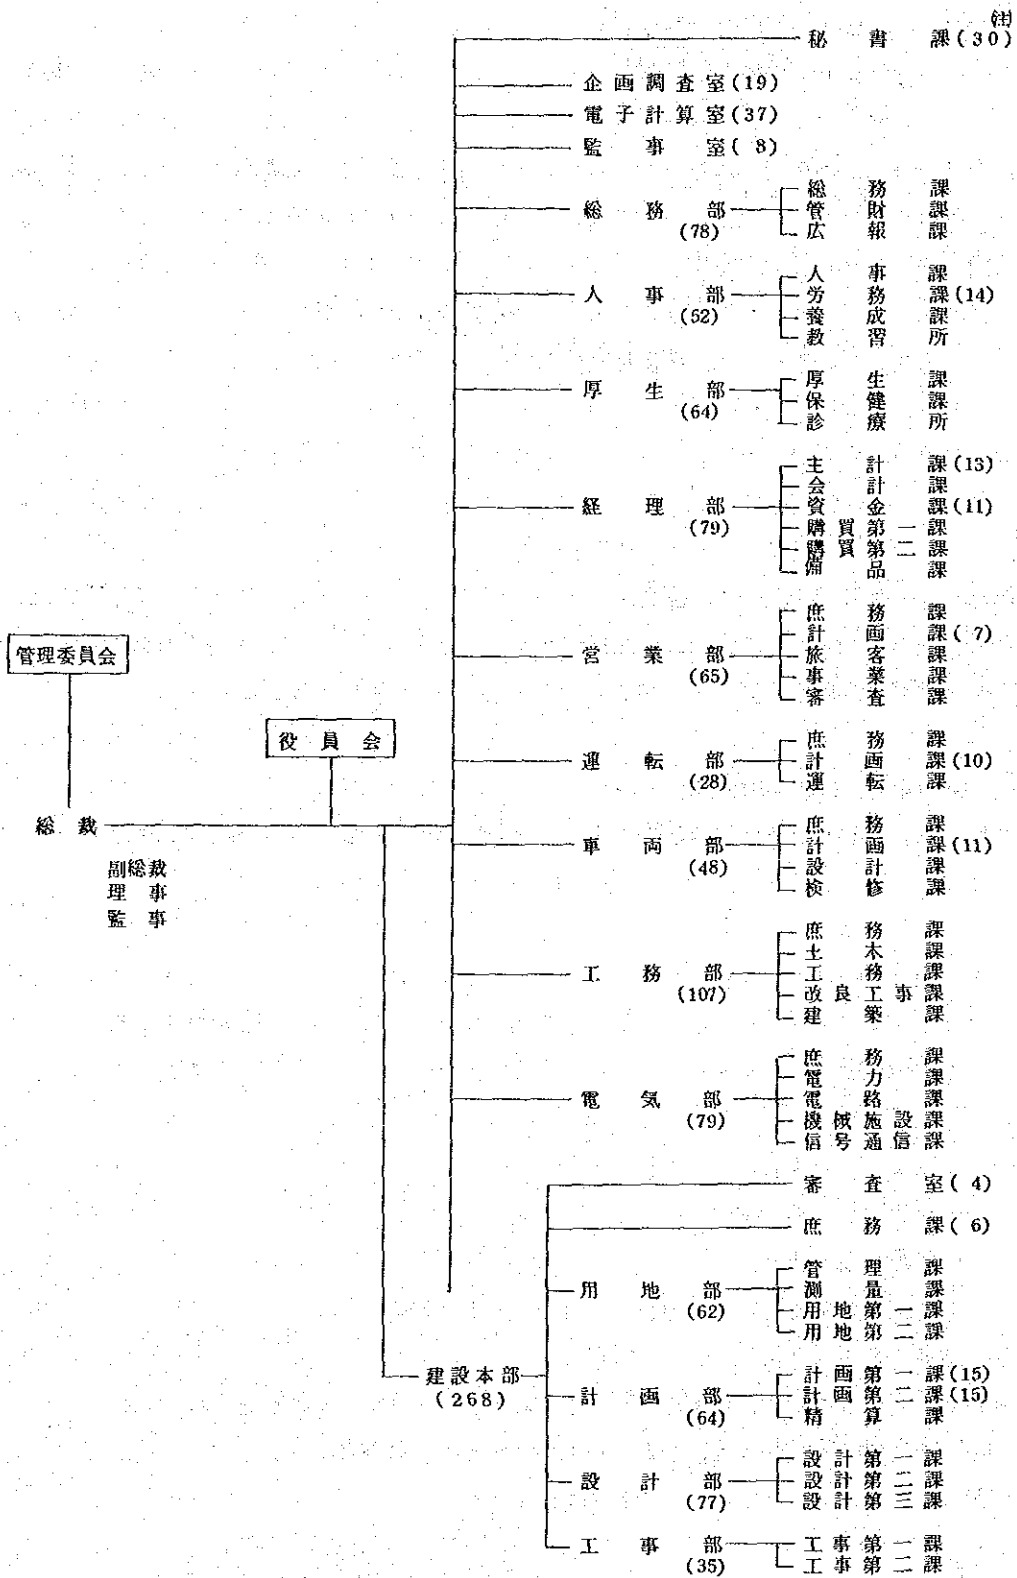 (注)
秘書課(30)
企画調査室(19)
電子計算室(37)
監事室(8)
総務部
(78)
総務課
管財課
広報課
人事部
(52)
人事課
労務課(14)
養成課
教習所
厚生部
(64)
厚生課
保健課
診療所
経理部
(79)
主計課(13)
会計課
資金課(11)
購買第一課
購買第二課
備品課
管理委員会
営業部
(65)
庶務課
計画課(7)
旅客課
事業課
審査課
役員会
運転部
(28)
庶務課
計画課(10)
運転課
総裁
副総裁
理事
監事
車両部
(48)
庶務課
計画課(11)
設計課
検修課
工務部
(107)
庶務課
土木課
工務課
改良工事課
建築課
電気部
(79)
庶務課
電力課
電路課
機械施設課
信号通信課
建設本部
(268)
審査室(4)
庶務課(6)
用地部
(62)
管理課
測量課
用地第一課
用地第二課
計画部
(64)
計画第一課(15)
計画第二課(15)
精算課
設計部
(77)
設計第一課
設計第二課
設計第三課
工事部
(35)
工事第一課
工事第二課